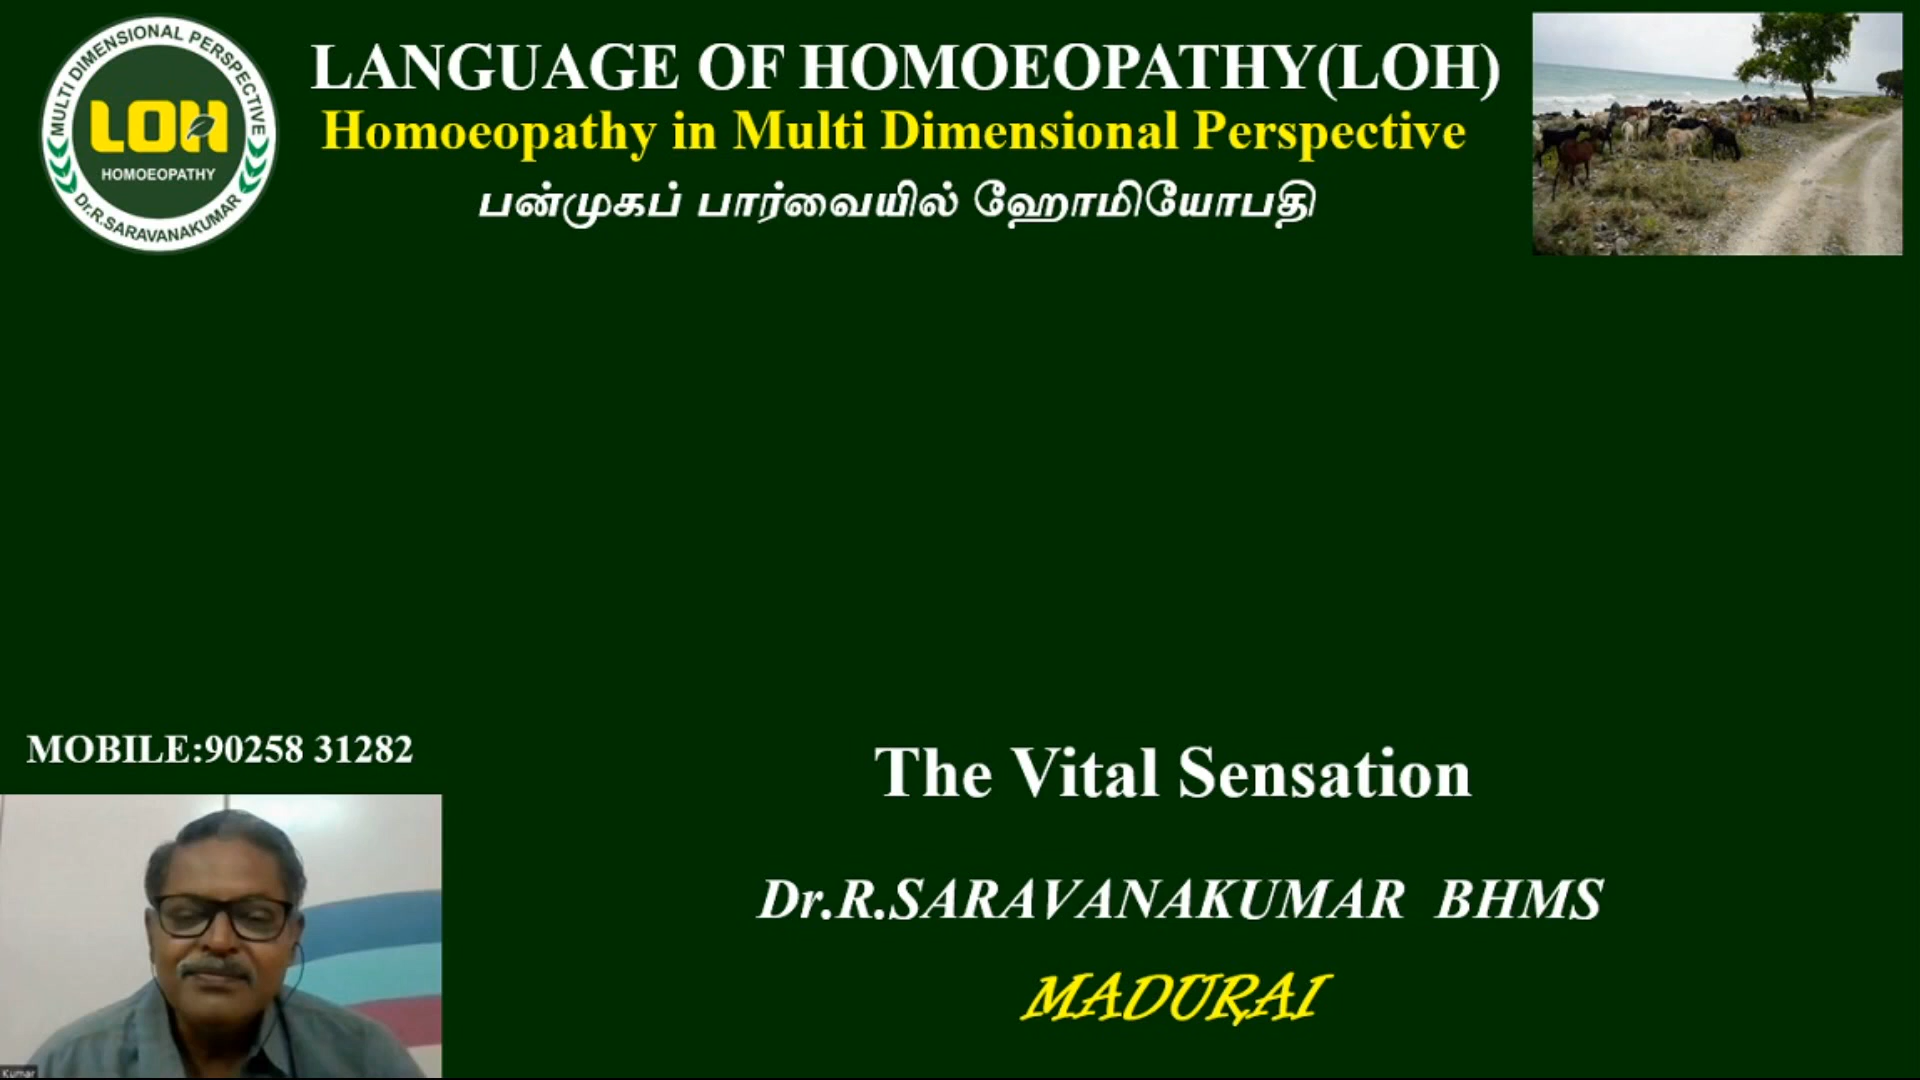 MULTI DIMENSIONAL PERSPECTIVE
LOH
HOMOEOPATHY
Dr.R.SARAVANAKUMAR
LANGUAGE OF HOMOEOPATHY(LOH)
Homoeopathy in Multi Dimensional Perspective
பன்முகப் பார்வையில் ஹோமியோபதி
MOBILE:90258 31282
The Vital Sensation
Dr.R.SARAVANAKUMAR BHMS
MADURAI
Kumar